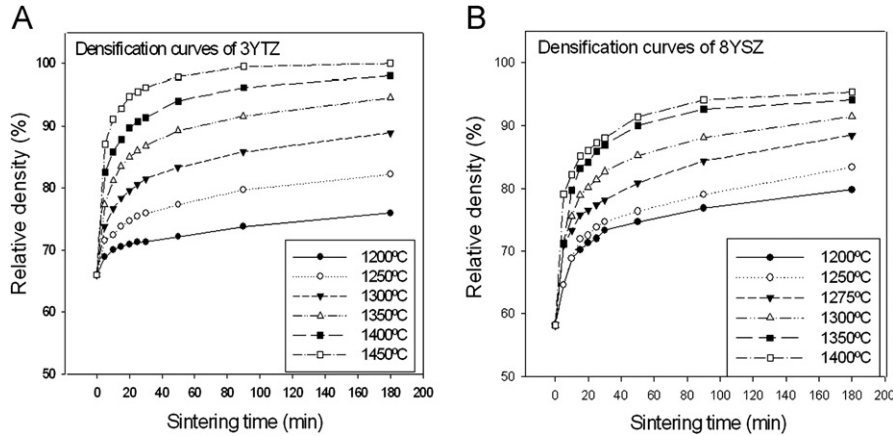 A
Densification curves of 3YTZ
Relative density (%)
100
90
80
70
60
50
0 20 40 60 80 100 120 140 160 180 200
Sintering time (min)
1200ºC
1250ºC
1300ºC
1350ºC
1400ºC
1450ºC
B
Densification curves of 8YSZ
Relative density (%)
100
90
80
70
60
50
0 20 40 60 80 100 120 140 160 180 200
Sintering time (min)
1200ºC
1250ºC
1275ºC
1300ºC
1350ºC
1400ºC